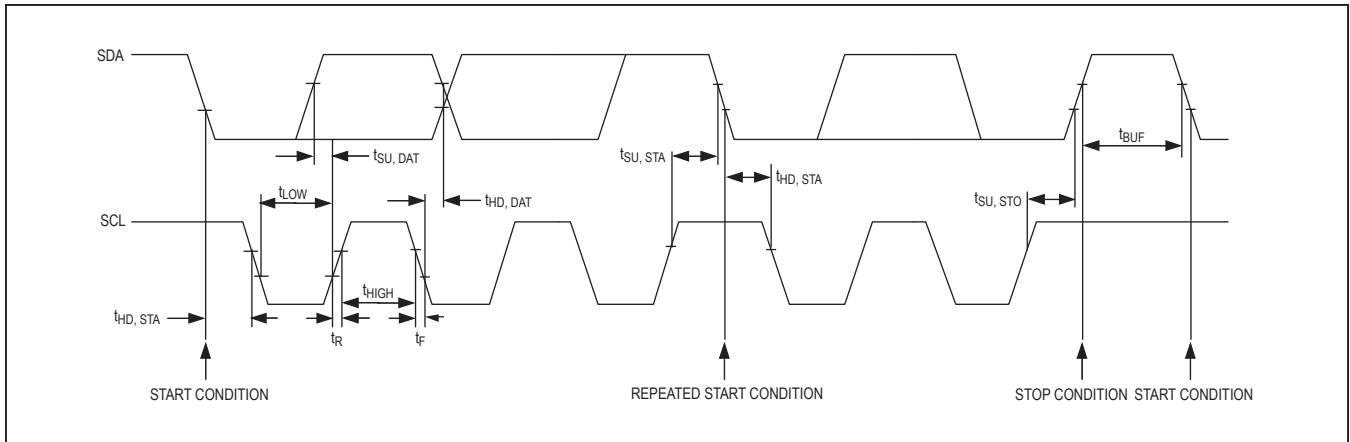 SDA
tSU, DAT
tSU, STA
tBUF
tHD, STA
tLOW
tHD, DAT
tSU, STO
SCL
tHIGH
tHD, STA
tR
tF
START CONDITION
REPEATED START CONDITION
STOP CONDITION
START CONDITION